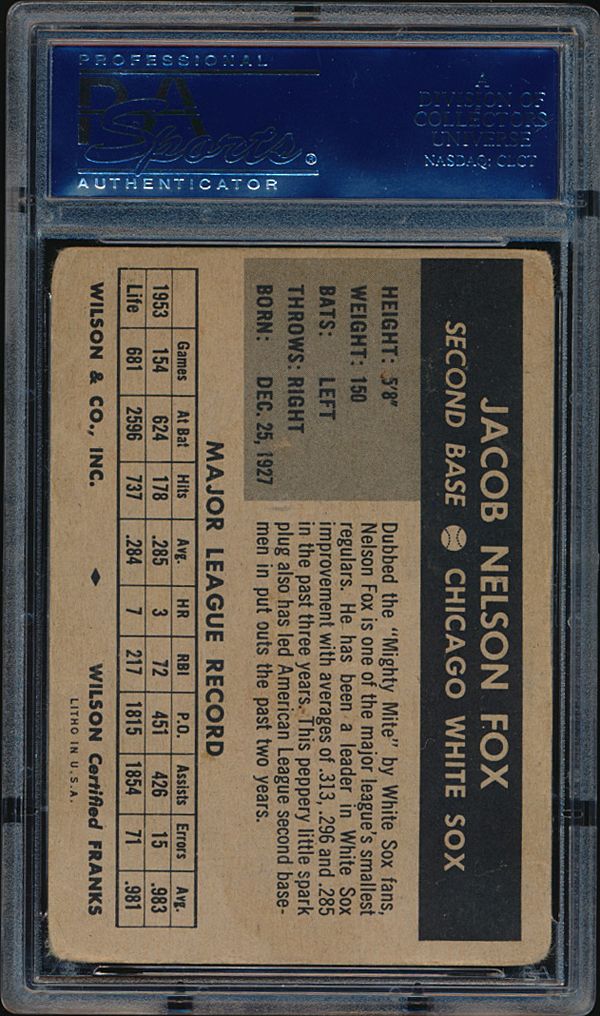 PROFESSIONAL
PSA
Sports®
AUTHENTICATOR
A
DIVISION OF
COLLECTORS
UNIVERSE
NASDAQ: CLCT
JACOB NELSON FOX
SECOND BASE CHICAGO WHITE SOX
HEIGHT: 5'8"
WEIGHT: 150
BATS: LEFT
THROWS: RIGHT
BORN: DEC. 25, 1927
Dubbed the "Mighty Mite" by White Sox fans,
Nelson Fox is one of the major league's smallest
regulars. He has been a leader in White Sox
improvement with averages of .313, .296 and .285
in the past three years. This peppery little spark
plug also has led American League second base-
men in put outs the past two years.
MAJOR LEAGUE RECORD
Games At Bat Hits Avg. HR RBI P.O. Assists Errors Avg.
1953 154 624 178 .285 3 72 451 426 15 .983
Life 681 2596 737 .284 7 217 1815 1854 71 .981
WILSON & CO., INC. ♦ WILSON Certified FRANKS
LITHO IN U.S.A.